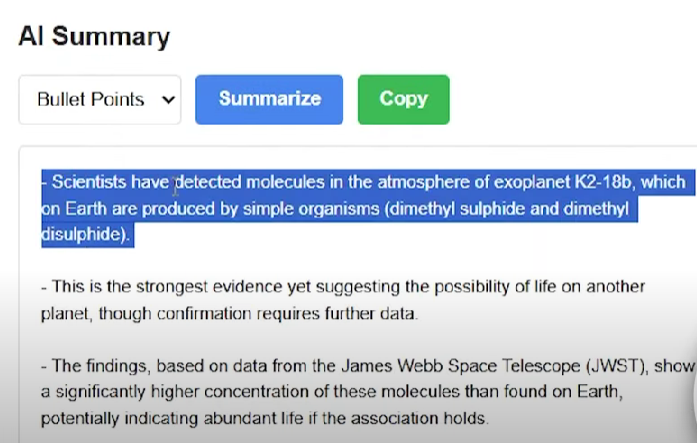 AI Summary
Bullet Points Summarize Copy
- Scientists have detected molecules in the atmosphere of exoplanet K2-18b, which
on Earth are produced by simple organisms (dimethyl sulphide and dimethyl
disulphide).
- This is the strongest evidence yet suggesting the possibility of life on another
planet, though confirmation requires further data.
- The findings, based on data from the James Webb Space Telescope (JWST), show
a significantly higher concentration of these molecules than found on Earth,
potentially indicating abundant life if the association holds.